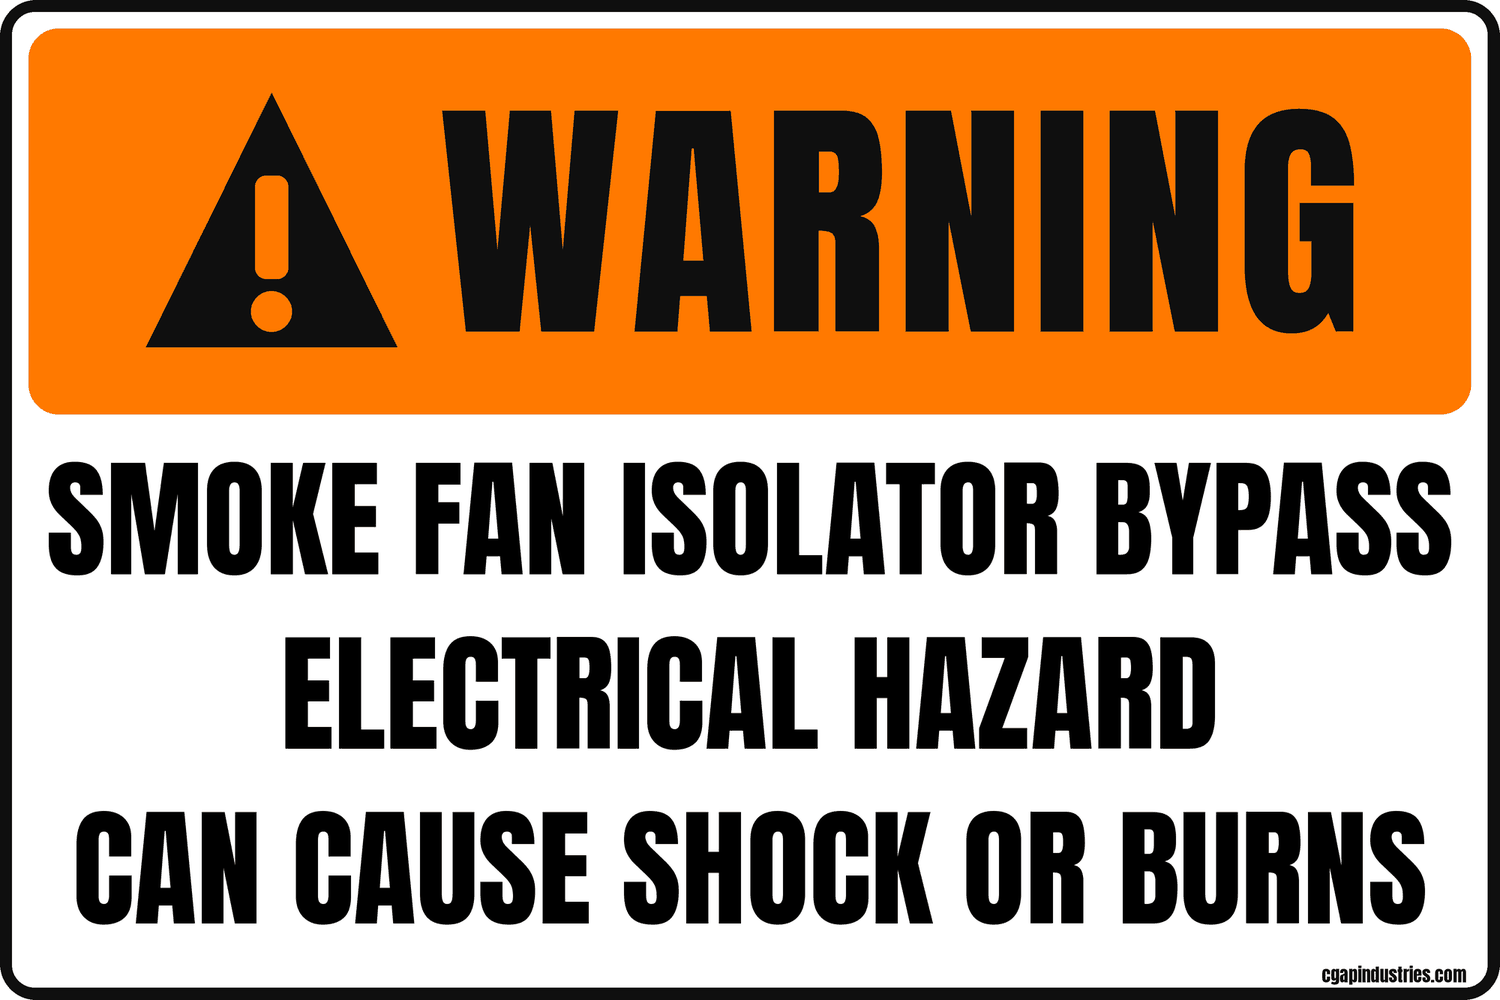 WARNING
SMOKE FAN ISOLATOR BYPASS
ELECTRICAL HAZARD
CAN CAUSE SHOCK OR BURNS
cgapindustries.com